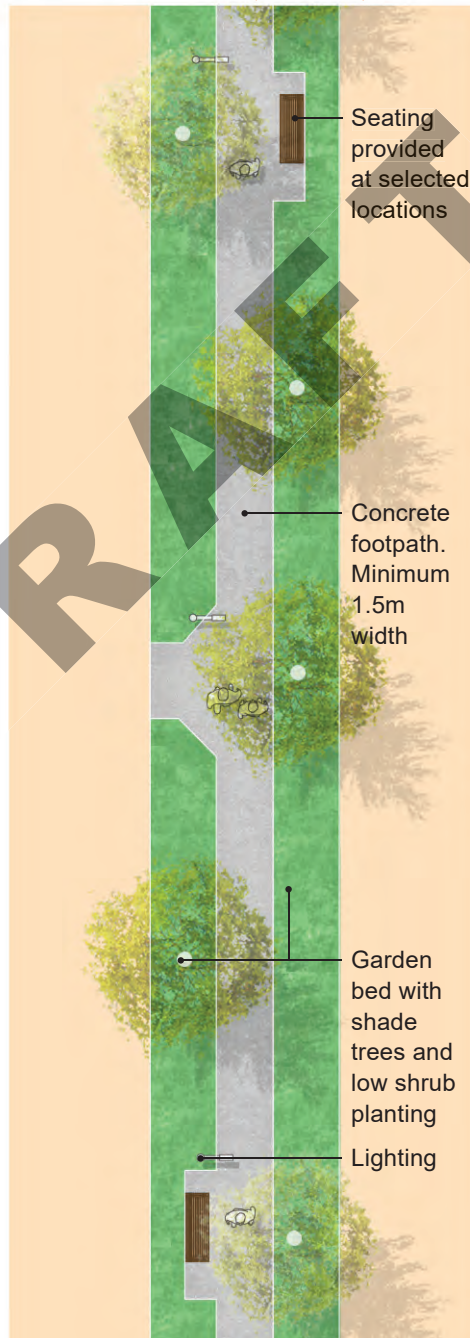 Seating
provided
at selected
locations
Concrete
footpath.
Minimum
1.5m
width
Garden
bed with
shade
trees and
low shrub
planting
Lighting
RAFT